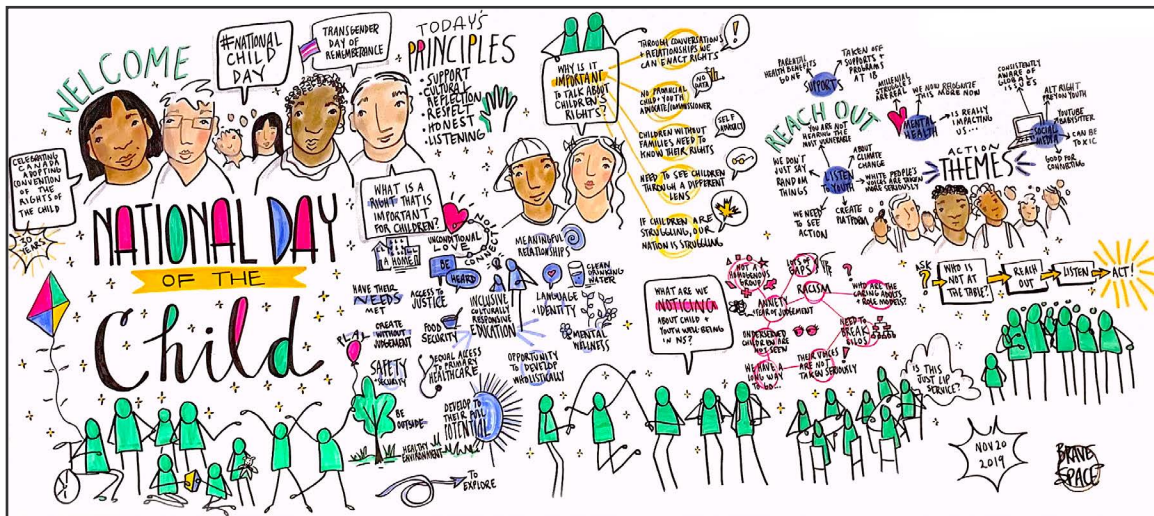 WELCOME
#NATIONAL
CHILD
DAY
TRANSGENDER
DAY OF
REMEMBERANCE
CELEBRATING
CANADA
ADOPTING
CONVENTION
OF THE
RIGHTS OF
THE CHILD
30
YEARS
NATIONAL DAY
OF THE
Child
TODAY'S
PRINCIPLES
• SUPPORT
• CULTURAL
REFLECTION
• RESPECT
• HONEST
• LISTENING
WHAT IS A
RIGHT THAT IS
IMPORTANT
FOR CHILDREN?
A HOME
UNCONDITIONAL
LOVE
CONNECTION
MEANINGFUL
RELATIONSHIPS
BE
HEARD
CLEAN
DRINKING
WATER
HAVE THEIR
NEEDS
MET
ACCESS TO
JUSTICE
INCLUSIVE
CULTURALLY
RESPONSIVE
EDUCATION
LANGUAGE
+ IDENTITY
PLAY
CREATE
WITHOUT
JUDGEMENT
FOOD
SECURITY
MENTAL
WELLNESS
SAFETY
SECURITY
EQUAL ACCESS
TO PRIMARY
HEALTHCARE
OPPORTUNITY
TO DEVELOP
WHOLISTICALLY
BE
OUTSIDE
DEVELOP TO
THEIR FULL
POTENTIAL
HEALTHY
ENVIRONMENT
TO
EXPLORE
WHY IS IT
IMPORTANT
TO TALK ABOUT
CHILDREN'S
RIGHTS?
THROUGH CONVERSATIONS
+ RELATIONSHIPS WE
CAN ENACT RIGHTS
!
NO PROVINCIAL
CHILD + YOUTH
ADVOCATE/COMMISSIONER
NO
DATA
CHILDREN WITHOUT
FAMILIES NEED TO
KNOW THEIR RIGHTS
SELF
ADVOCACY
NEED TO SEE CHILDREN
THROUGH A DIFFERENT
LENS
IF CHILDREN ARE
STRUGGLING, OUR
NATION IS STRUGGLING
WHAT ARE WE
NOTICING
ABOUT CHILD +
YOUTH WELL-BEING
IN NS?
NOT A
HOMOGENOUS
GROUP
LOTS OF
GAPS
RACISM
ANXIETY
+ FEAR OF JUDGEMENT
WHO ARE THE
CARING ADULTS
+ ROLE MODELS?
UNDERSERVED
CHILDREN ARE
NOT SEEN
NEED TO
BREAK
SILOS
WE HAVE A
LONG WAY
TO GO...
THEIR VOICES
ARE NOT
TAKEN SERIOUSLY
REACH OUT
PARENTAL
HEALTH BENEFITS
GONE
SUPPORTS
TAKEN OFF
SUPPORTS +
PROGRAMS
AT 18
YOU ARE NOT
HEARING THE
MOST VULNERABLE
WE DON'T
JUST SAY
RANDOM
THINGS
LISTEN
TO YOUTH
ABOUT
CLIMATE
CHANGE
WHITE PEOPLE'S
VOICES ARE TAKEN
MORE SERIOUSLY
WE NEED
TO SEE
ACTION
CREATE
PLATFORM
MILLENNIAL
STRUGGLES
ARE REAL
WE NOW RECOGNIZE
THIS MORE NOW
MENTAL
HEALTH
IS REALLY
IMPACTING
US...
ACTION
THEMES
CONSISTENTLY
AWARE OF
GLOBAL
ISSUES
ALT RIGHT
PREY ON YOUTH
SOCIAL
MEDIA
YOUTUBE
BABYSITTER
CAN BE
TOXIC
GOOD FOR
CONNECTING
ASK
?
WHO IS
NOT AT
THE TABLE?
REACH
OUT
LISTEN
ACT!
IS THIS
JUST LIP
SERVICE?
NOV 20
2019
BRAVE
SPACE